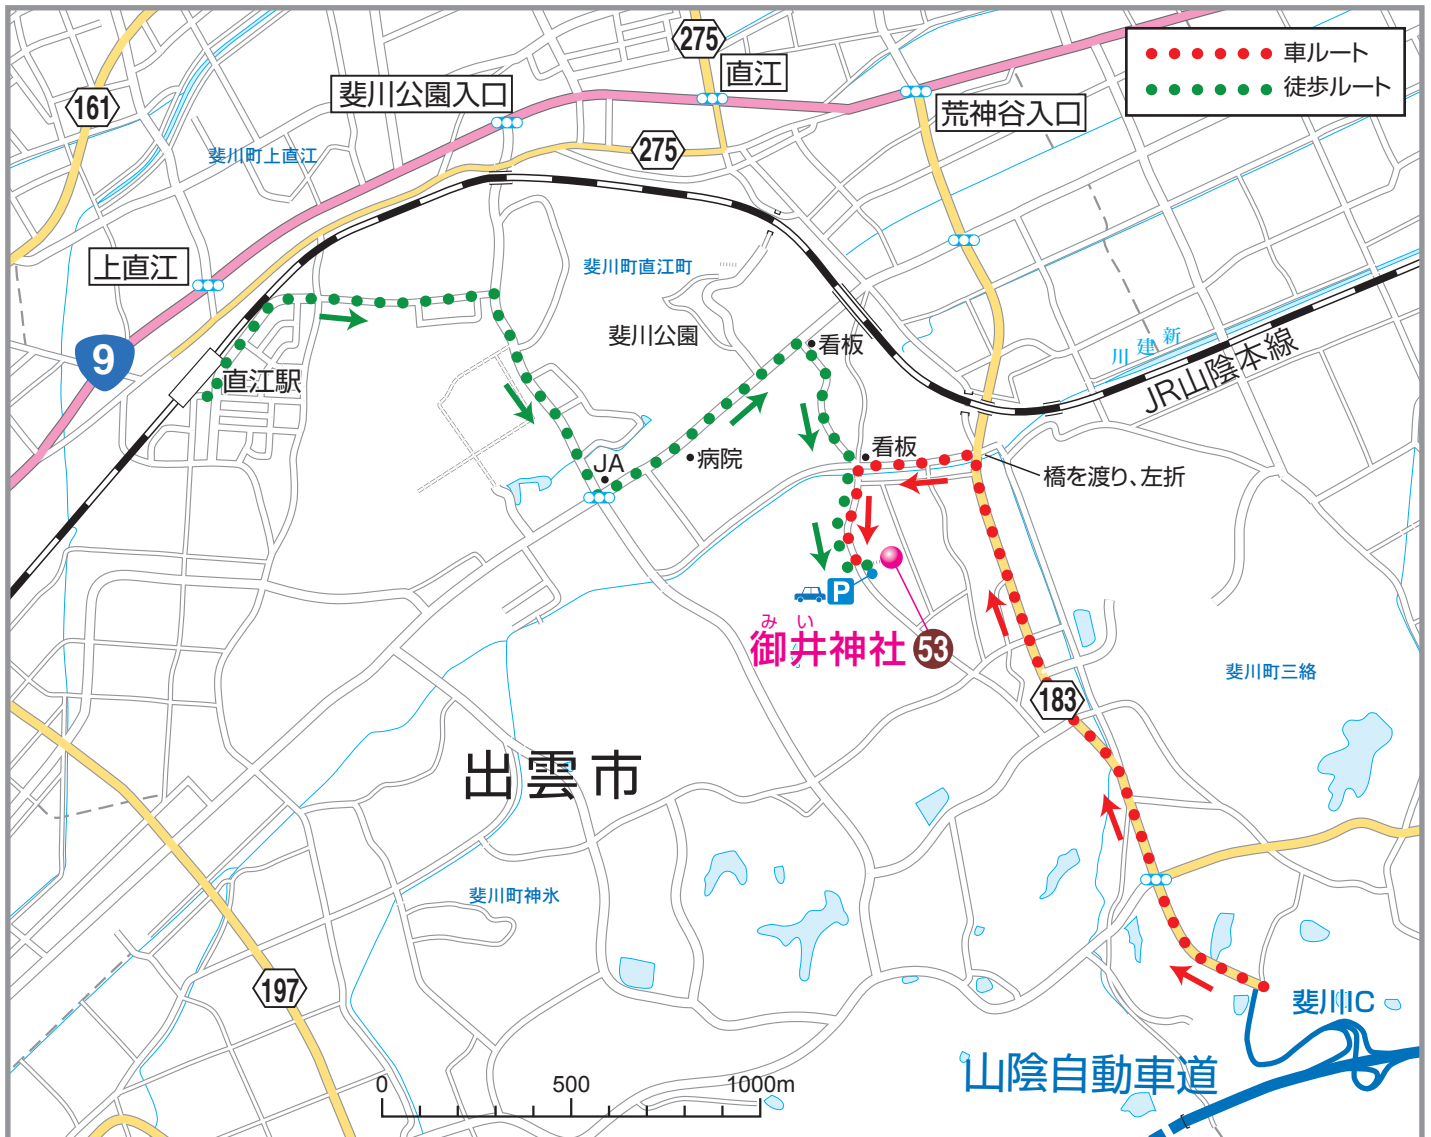 車ルート
徒歩ルート
275
直江
161
斐川公園入口
荒神谷入口
275
斐川町上直江
上直江
斐川町直江町
斐川公園
看板
9
直江駅
新建川
JR山陰本線
看板
病院
JA
橋を渡り、左折
P
みい
御井神社
53
183
斐川町三絡
出雲市
斐川町神氷
197
斐川IC
山陰自動車道
0 500 1000m